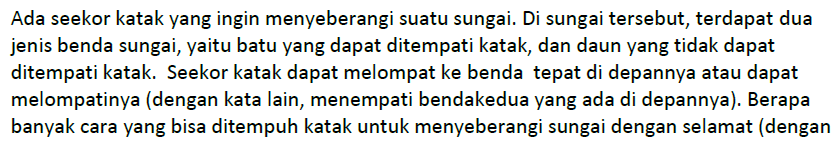 Ada seekor katak yang ingin menyeberangi suatu sungai. Di sungai tersebut, terdapat dua
jenis benda sungai, yaitu batu yang dapat ditempati katak, dan daun yang tidak dapat
ditempati katak.  Seekor katak dapat melompat ke benda  tepat di depannya atau dapat
melompatinya (dengan kata lain, menempati bendakedua yang ada di depannya). Berapa
banyak cara yang bisa ditempuh katak untuk menyeberangi sungai dengan selamat (dengan